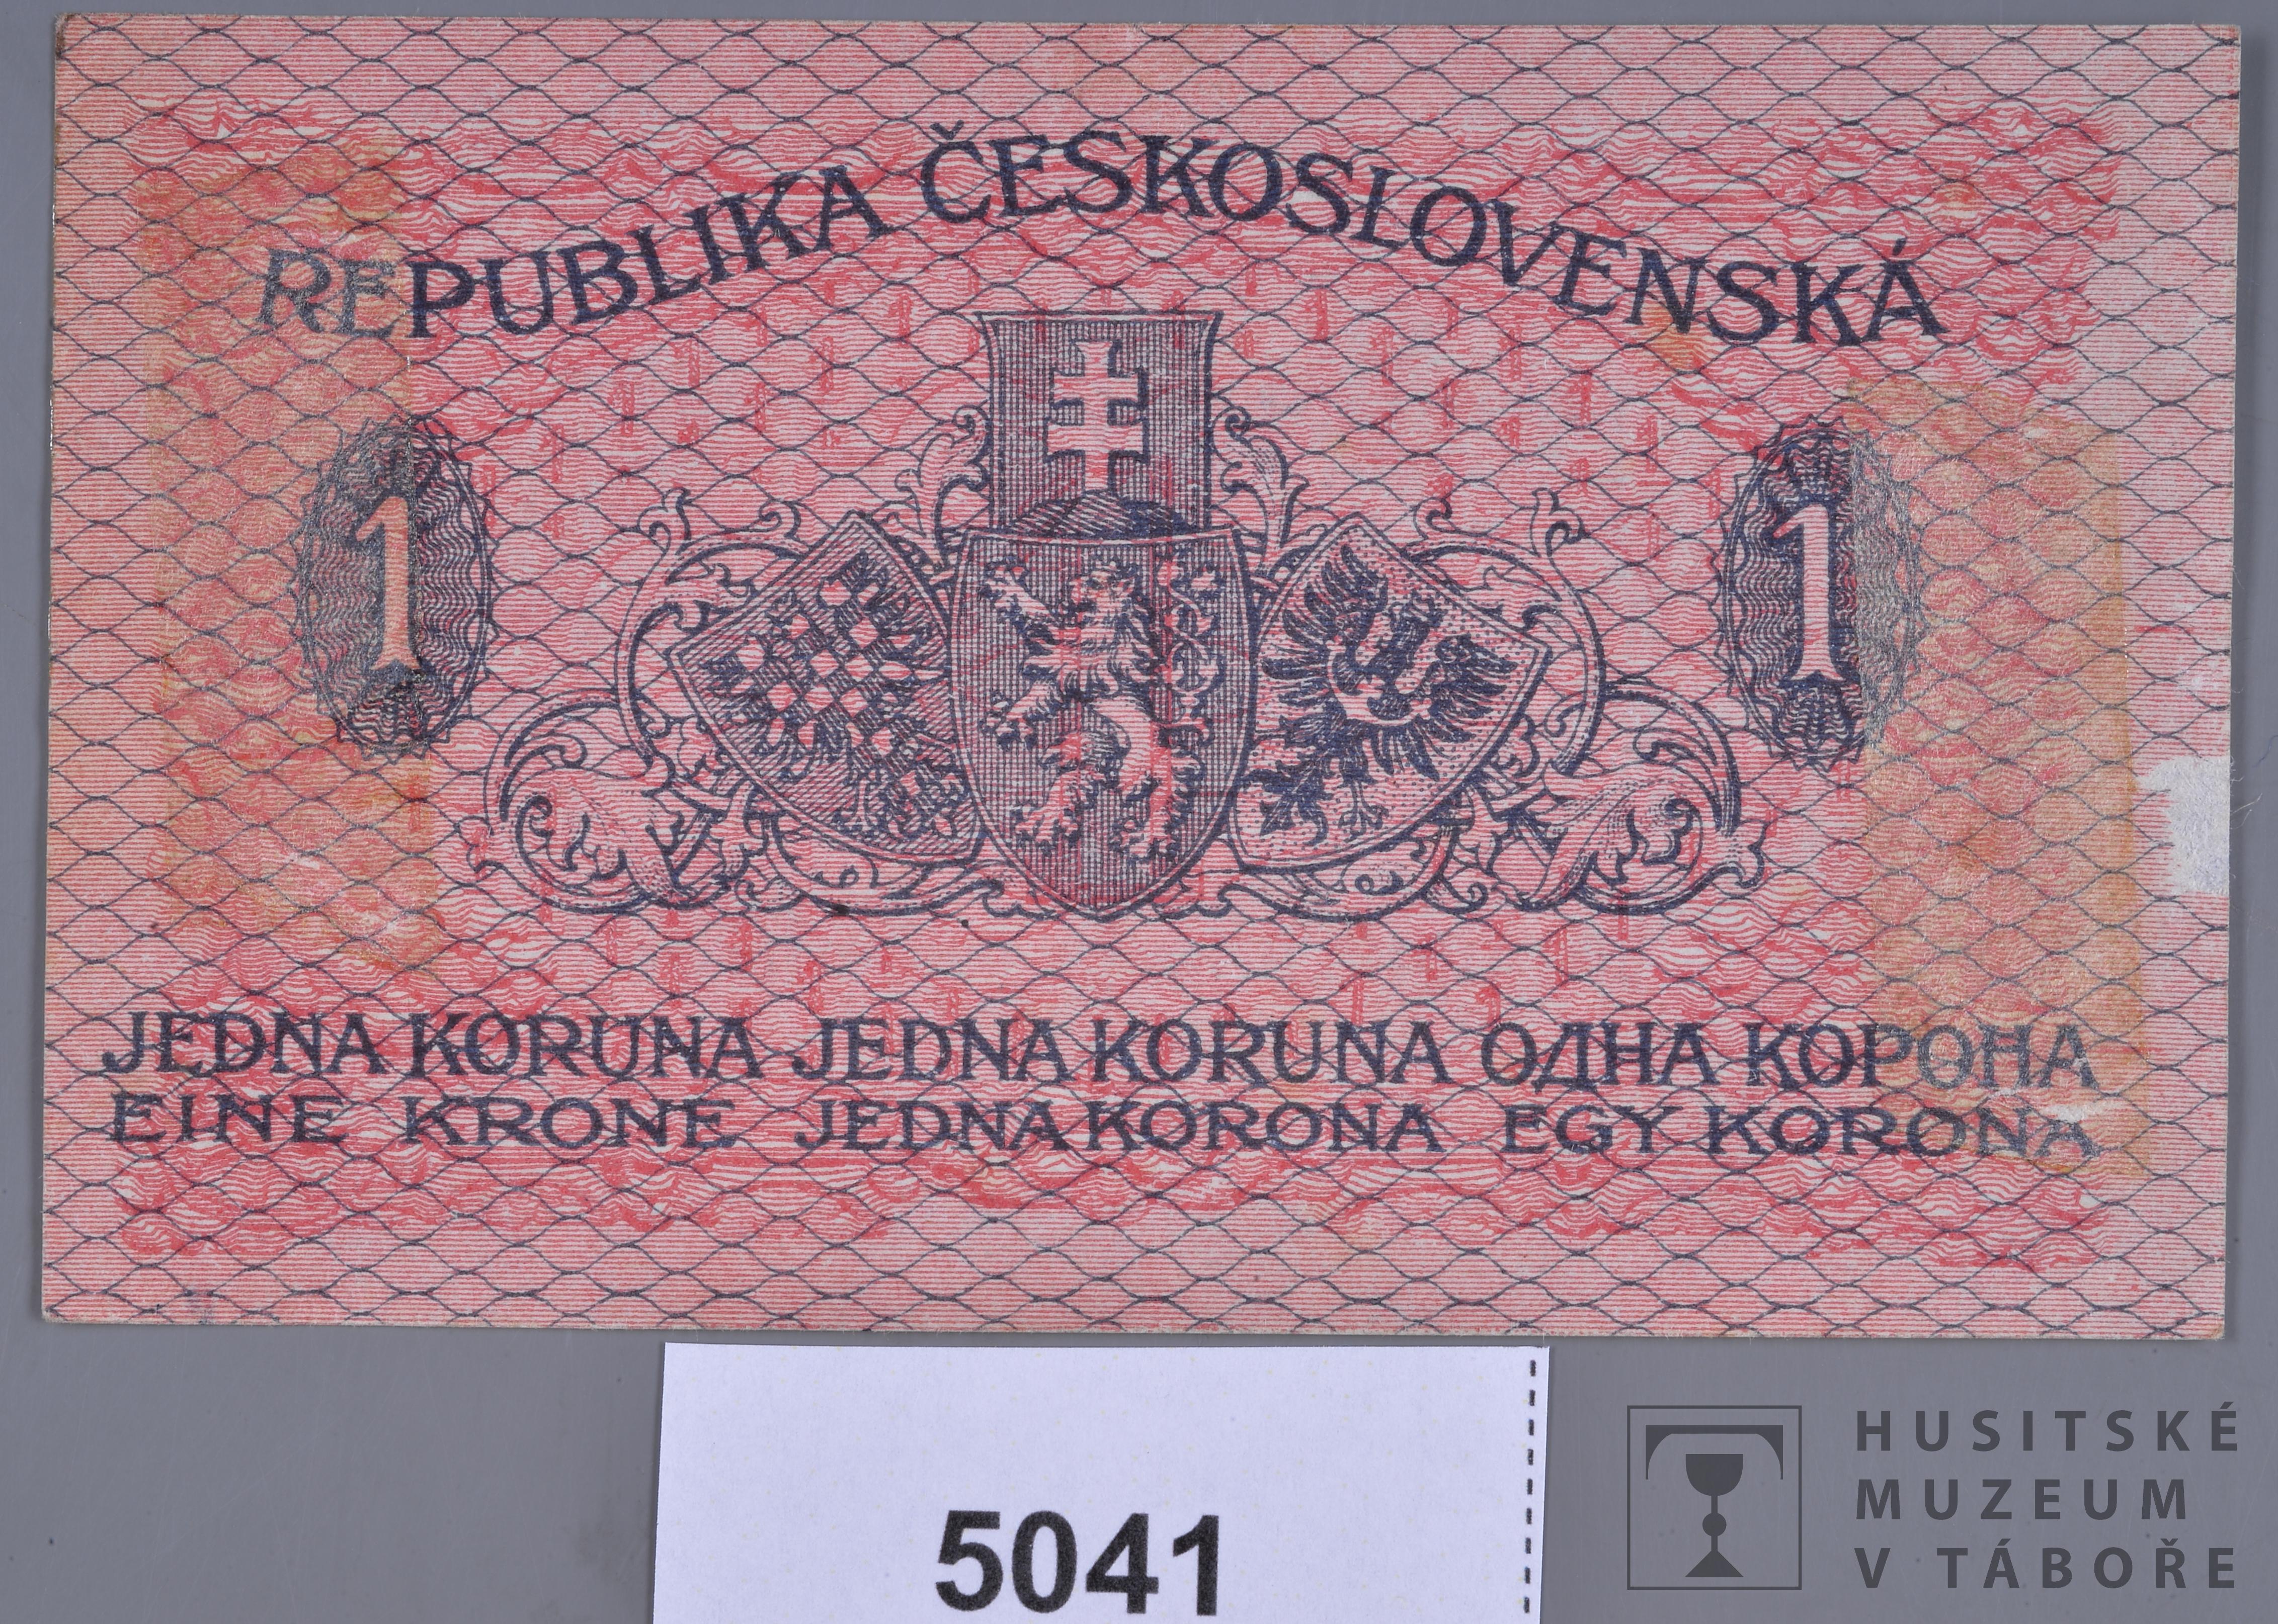 REPUBLIKA ČESKOSLOVENSKÁ
1 1
JEDNA KORUNA JEDNA KORUNA ОДНА КОРОНА
EINE KRONE JEDNA KORONA EGY KORONA
5041
HUSITSKÉ
MUZEUM
V TÁBOŘE